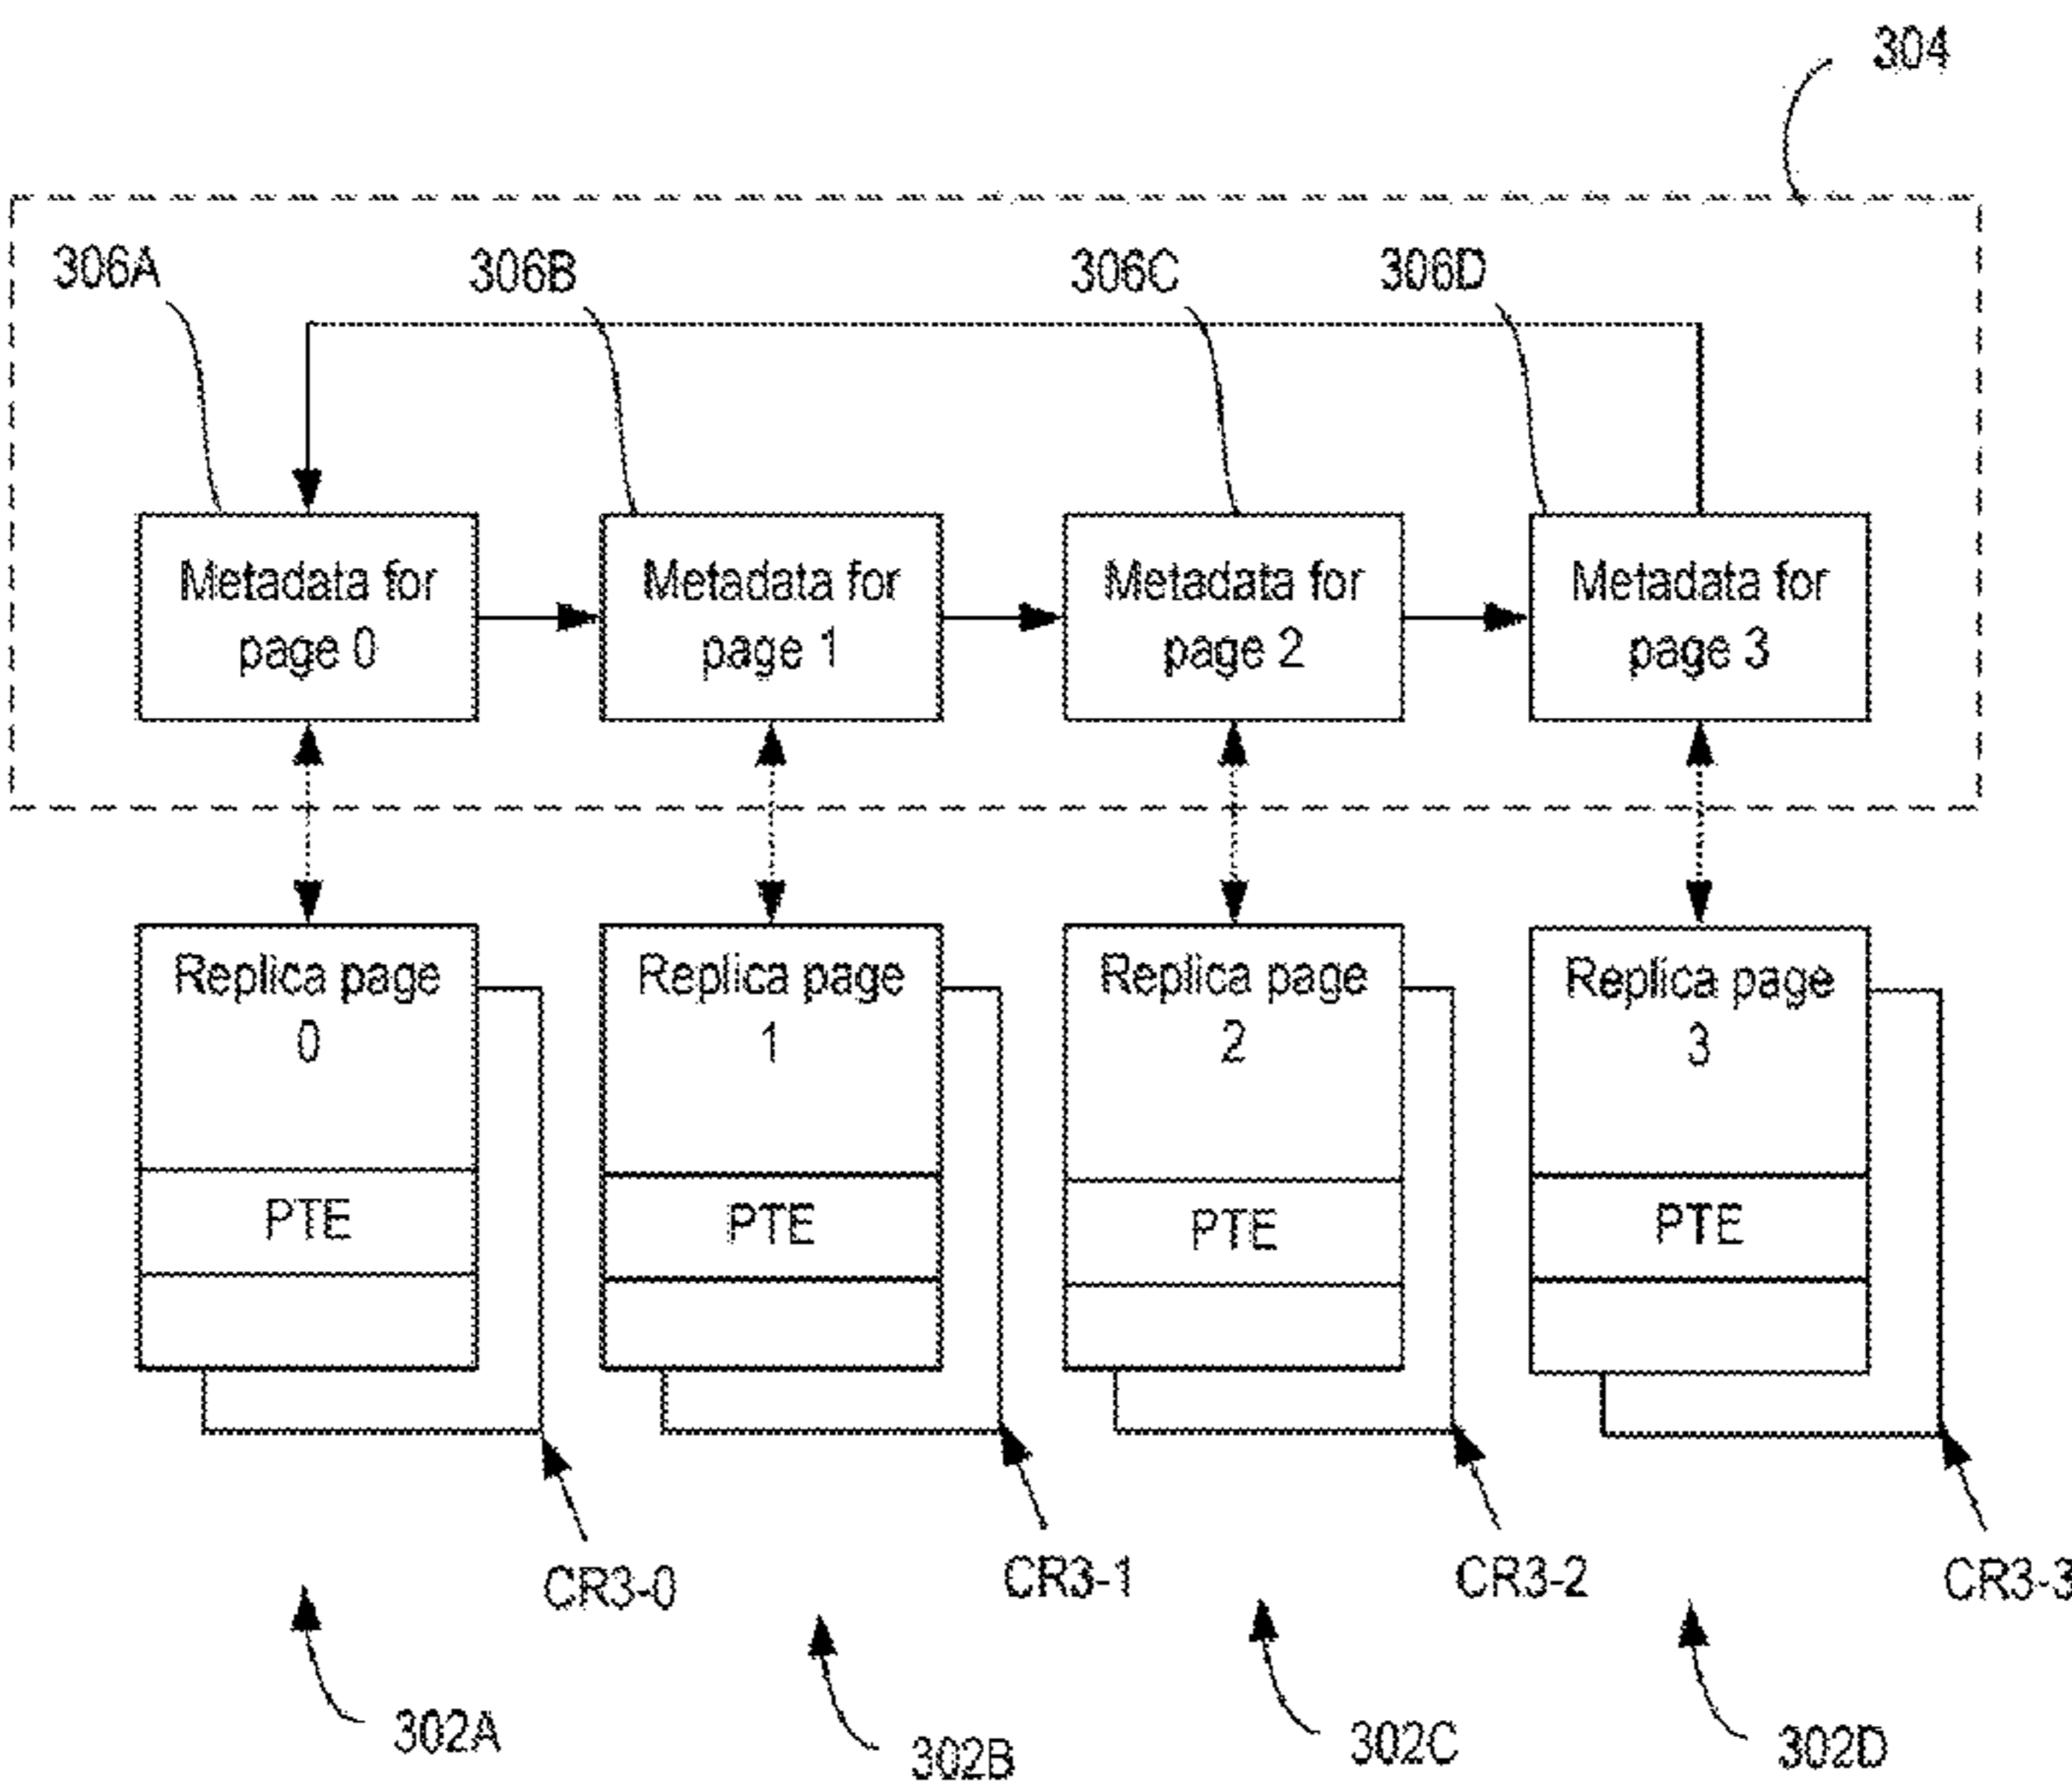 304
306A
306B
306C
306D
Metadata for
page 0
Metadata for
page 1
Metadata for
page 2
Metadata for
page 3
Replica page
0
Replica page
1
Replica page
2
Replica page
3
PTE
PTE
PTE
PTE
CR3-0
CR3-1
CR3-2
CR3-3
302A
302B
302C
302D